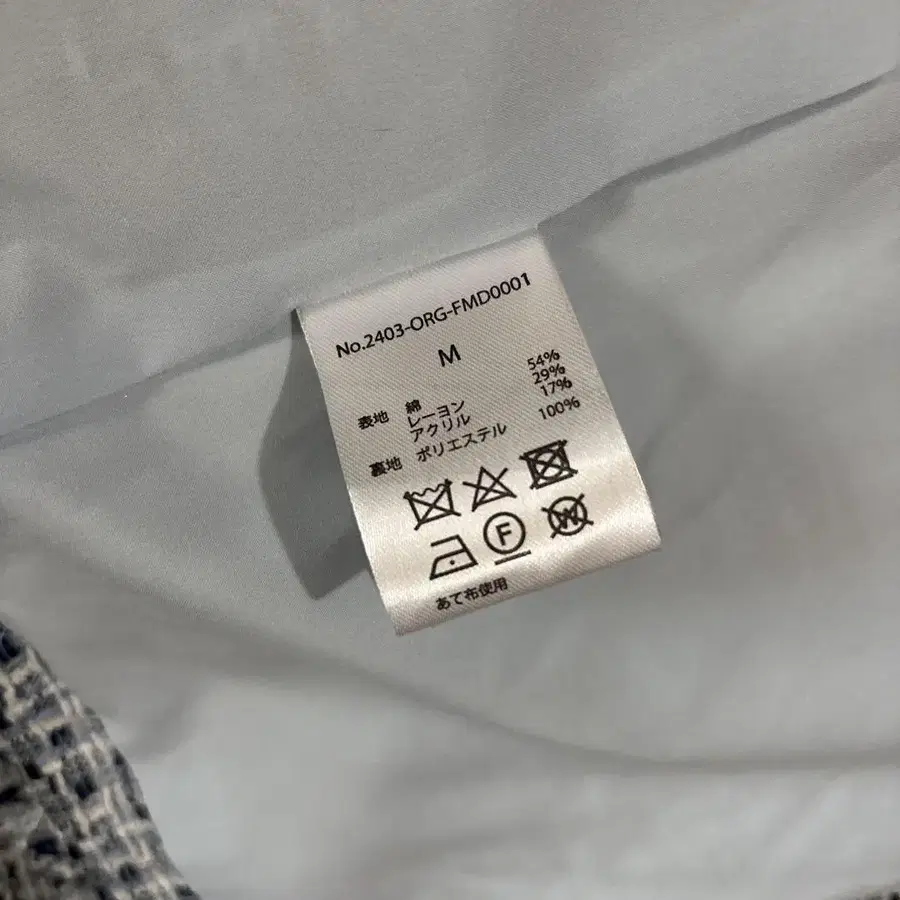 No.2403-ORG-FMD0001
M
表地 綿 54%
レーヨン 29%
アクリル 17%
裏地 ポリエステル 100%
F W
あて布使用